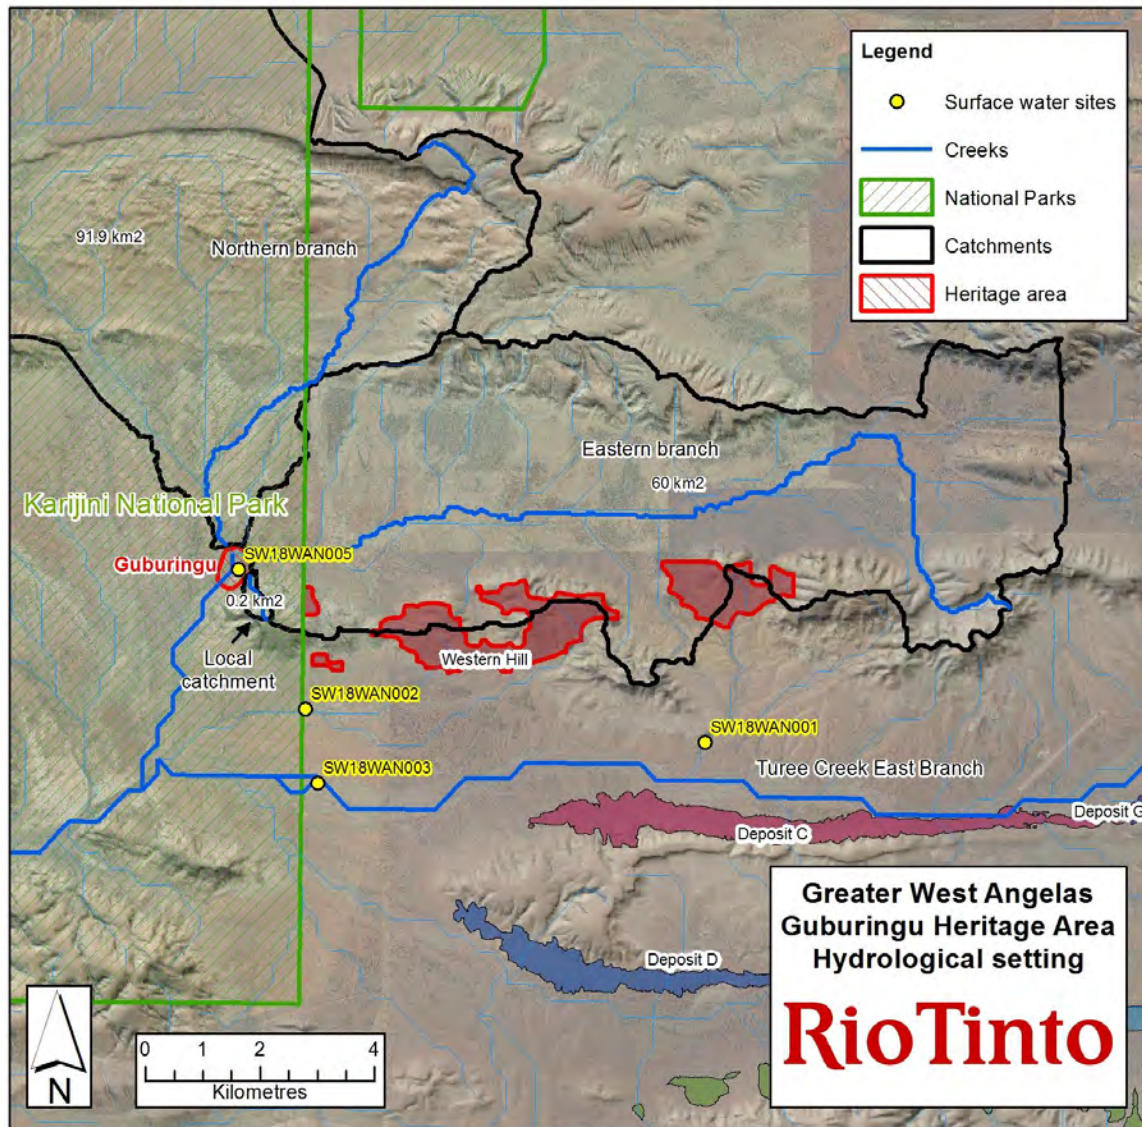 Legend
Surface water sites
Creeks
National Parks
Catchments
Heritage area
91.9 km2
Northern branch
Eastern branch
60 km2
Karijini National Park
Guburingu
SW18WAN005
0.2 km2
Local
catchment
Western Hill
SW18WAN002
SW18WAN001
SW18WAN003
Turee Creek East Branch
Deposit G
Deposit C
Deposit D
Greater West Angelas
Guburingu Heritage Area
Hydrological setting
RioTinto
N
0 1 2 4
Kilometres